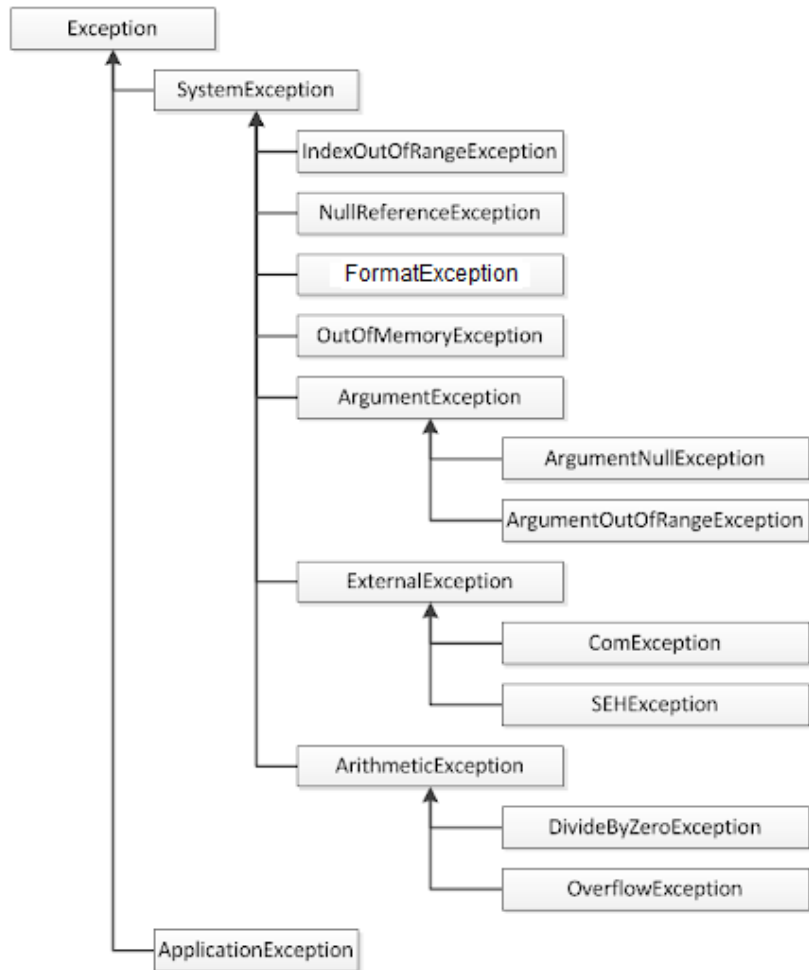 Exception
SystemException
IndexOutOfRangeException
NullReferenceException
FormatException
OutOfMemoryException
ArgumentException
ArgumentNullException
ArgumentOutOfRangeException
ExternalException
ComException
SEHException
ArithmeticException
DivideByZeroException
OverflowException
ApplicationException